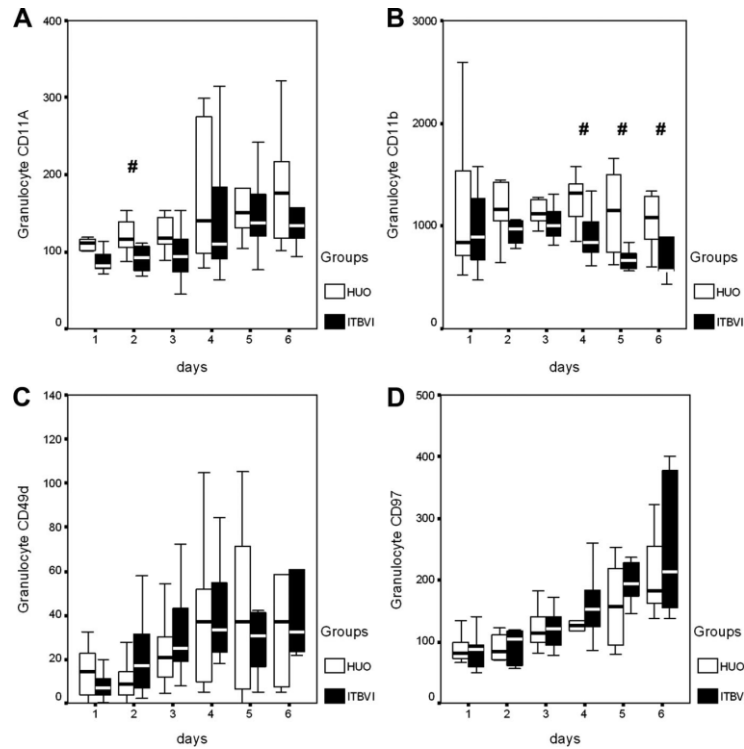 A
Granulocyte CD11A
400
300
200
100
0
#
1 2 3 4 5 6
days
Groups
HUO
ITBVI
B
Granulocyte CD11b
3000
2000
1000
0
# # #
1 2 3 4 5 6
days
Groups
HUO
ITBVI
C
Granulocyte CD49d
140
120
100
80
60
40
20
0
1 2 3 4 5 6
days
Groups
HUO
ITBVI
D
Granulocyte CD97
500
400
300
200
100
0
1 2 3 4 5 6
days
Groups
HUO
ITBVI